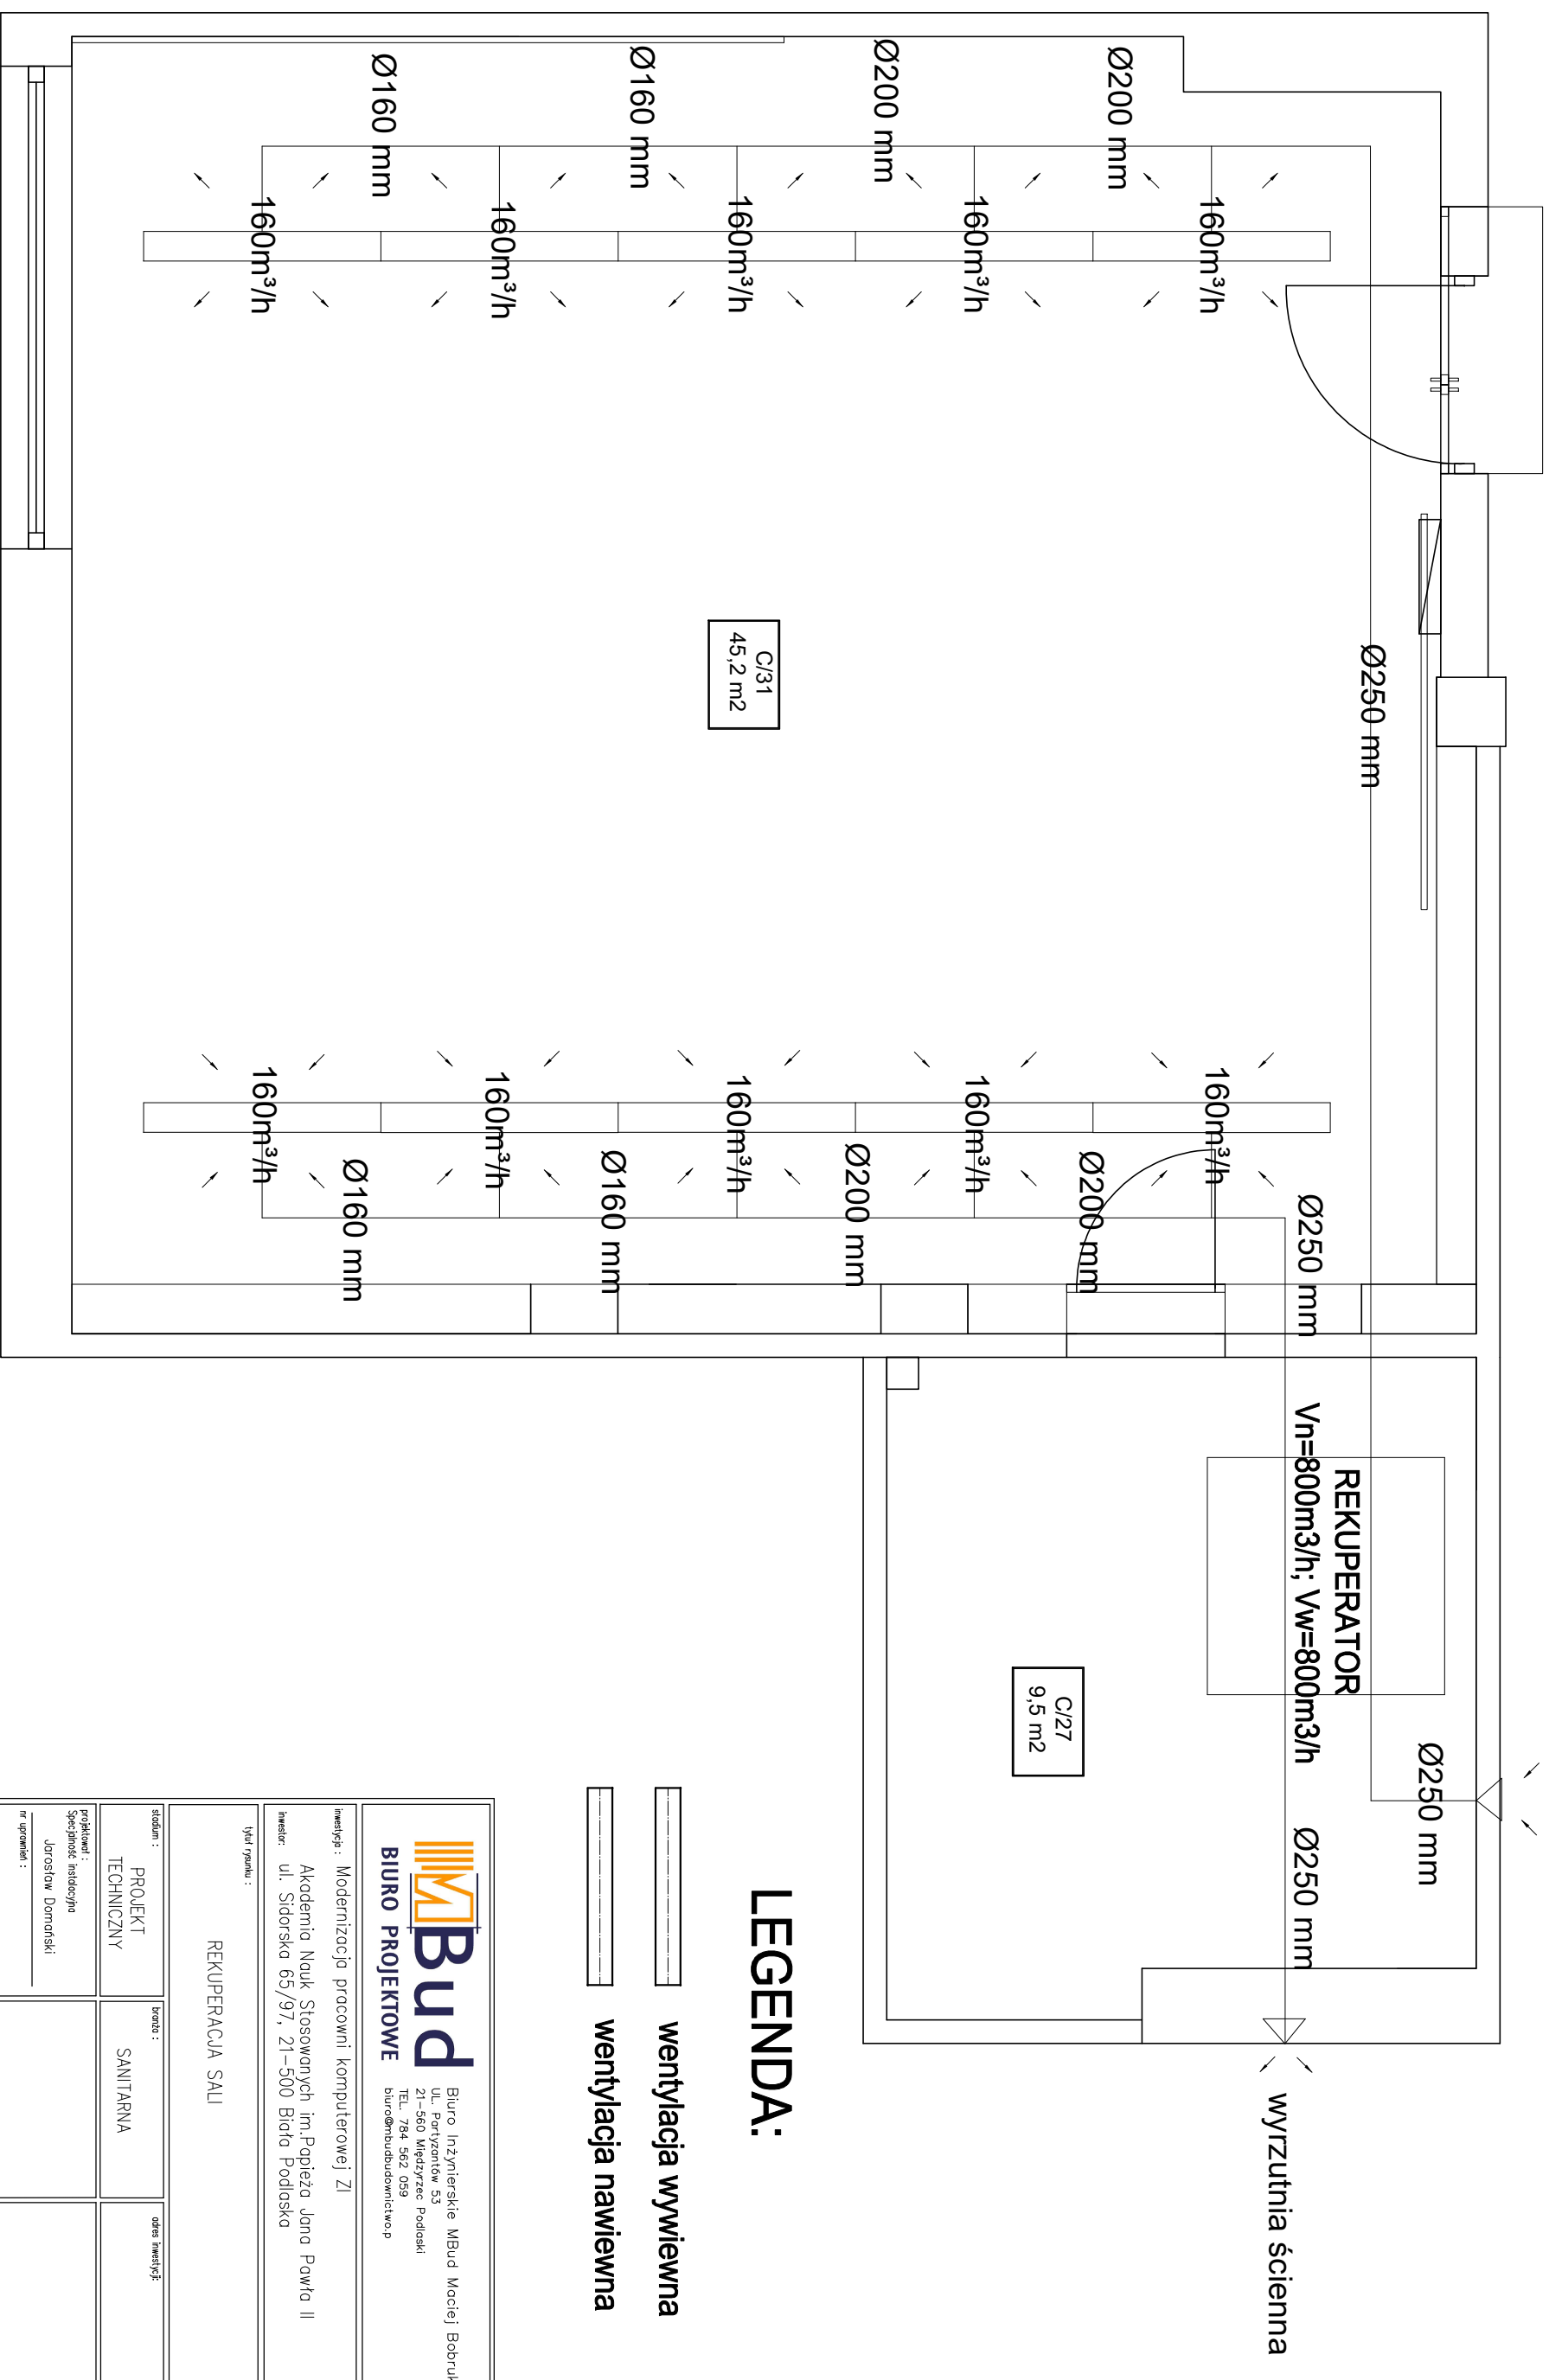 Ø250 mm
Ø250 mm
Ø250 mm
Ø250 mm
wyrzutnia ścienna
REKUPERATOR
Vn=800m3/h; Vw=800m3/h
Ø200 mm
160m³/h
160m³/h
Ø200 mm
C/27
9,5 m2
160m³/h
160m³/h
Ø200 mm
Ø200 mm
160m³/h
C/31
45,2 m2
160m³/h
Ø160 mm
Ø160 mm
160m³/h
160m³/h
Ø160 mm
Ø160 mm
160m³/h
160m³/h
LEGENDA:
wentylacja wywiewna
wentylacja nawiewna
MBud
BIURO PROJEKTOWE
Biuro Inżynierskie MBud Maciej Bobruk
UL. Partyzantów 53
21-560 Międzyrzec Podlaski
TEL. 784 562 059
biuro@mbudbudownictwo.p
inwestycja : Modernizacja pracowni komputerowej ZI
Akademia Nauk Stosowanych im.Papieża Jana Pawła II
inwestor: ul. Sidorska 65/97, 21-500 Biała Podlaska
tytuł rysunku :
REKUPERACJA SALI
stadium :
PROJEKT
TECHNICZNY
branża :
SANITARNA
adres inwestycji:
projektował :
Specjalność instalacyjna
Jarosław Domański
nr uprawnień :